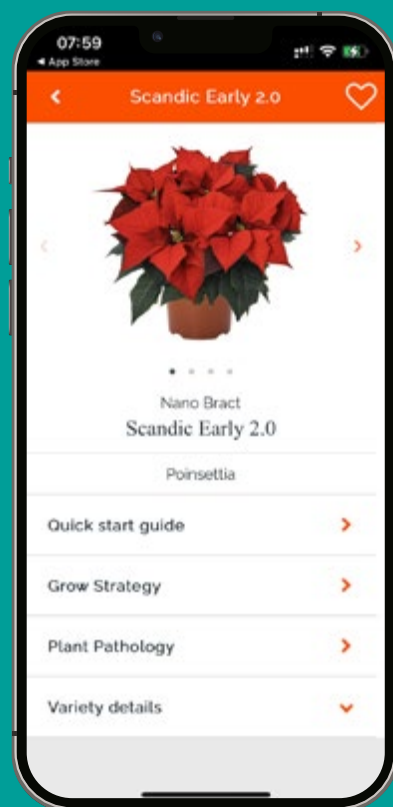 07:59
App Store
Scandic Early 2.0
Nano Bract
Scandic Early 2.0
Poinsettia
Quick start guide
Grow Strategy
Plant Pathology
Variety details